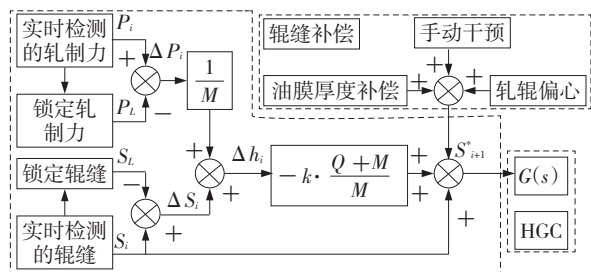 实时检测
的轧制力
P_i
+
ΔP_i
1
M
锁定轧
制力
P_L
−
辊缝补偿
手动干预
+
油膜厚度补偿
+
+
轧辊偏心
锁定辊缝
S_L
−
+
Δh_i
+
−k· Q+M
M
+
+
+
S*_{i+1}
G(s)
ΔS_i
+
实时检测
的辊缝
S_i
+
HGC